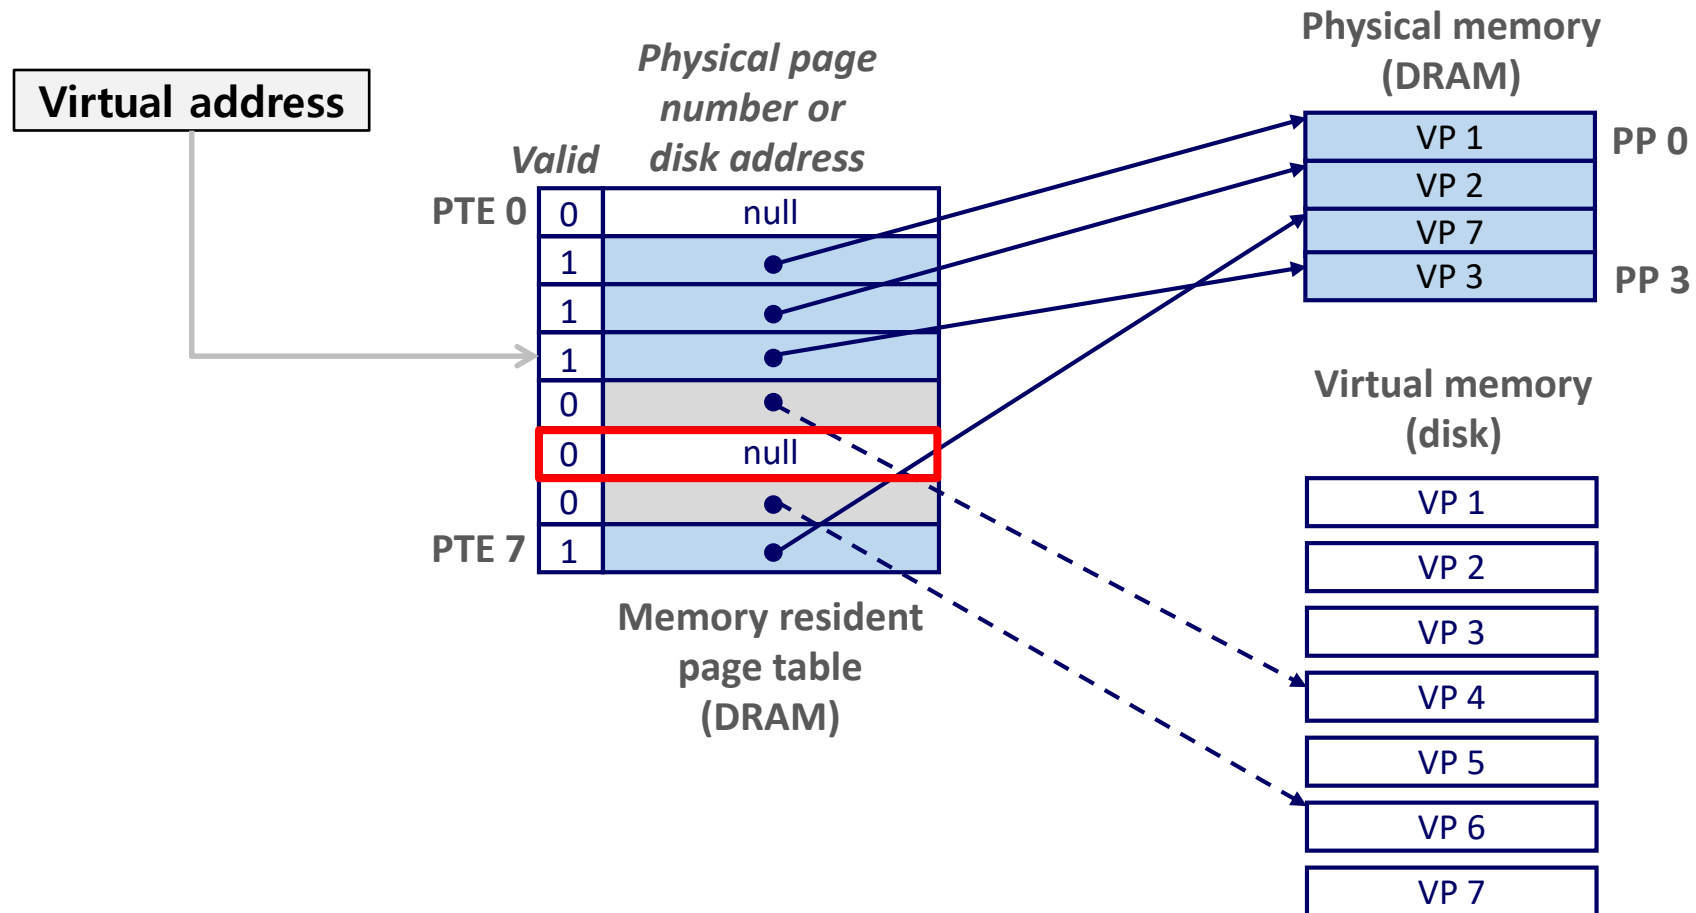 Virtual address
Physical page
number or
disk address
Valid
PTE 0
0
null
1
1
1
0
0
null
0
PTE 7
1
Memory resident
page table
(DRAM)
Physical memory
(DRAM)
VP 1
PP 0
VP 2
VP 7
VP 3
PP 3
Virtual memory
(disk)
VP 1
VP 2
VP 3
VP 4
VP 5
VP 6
VP 7